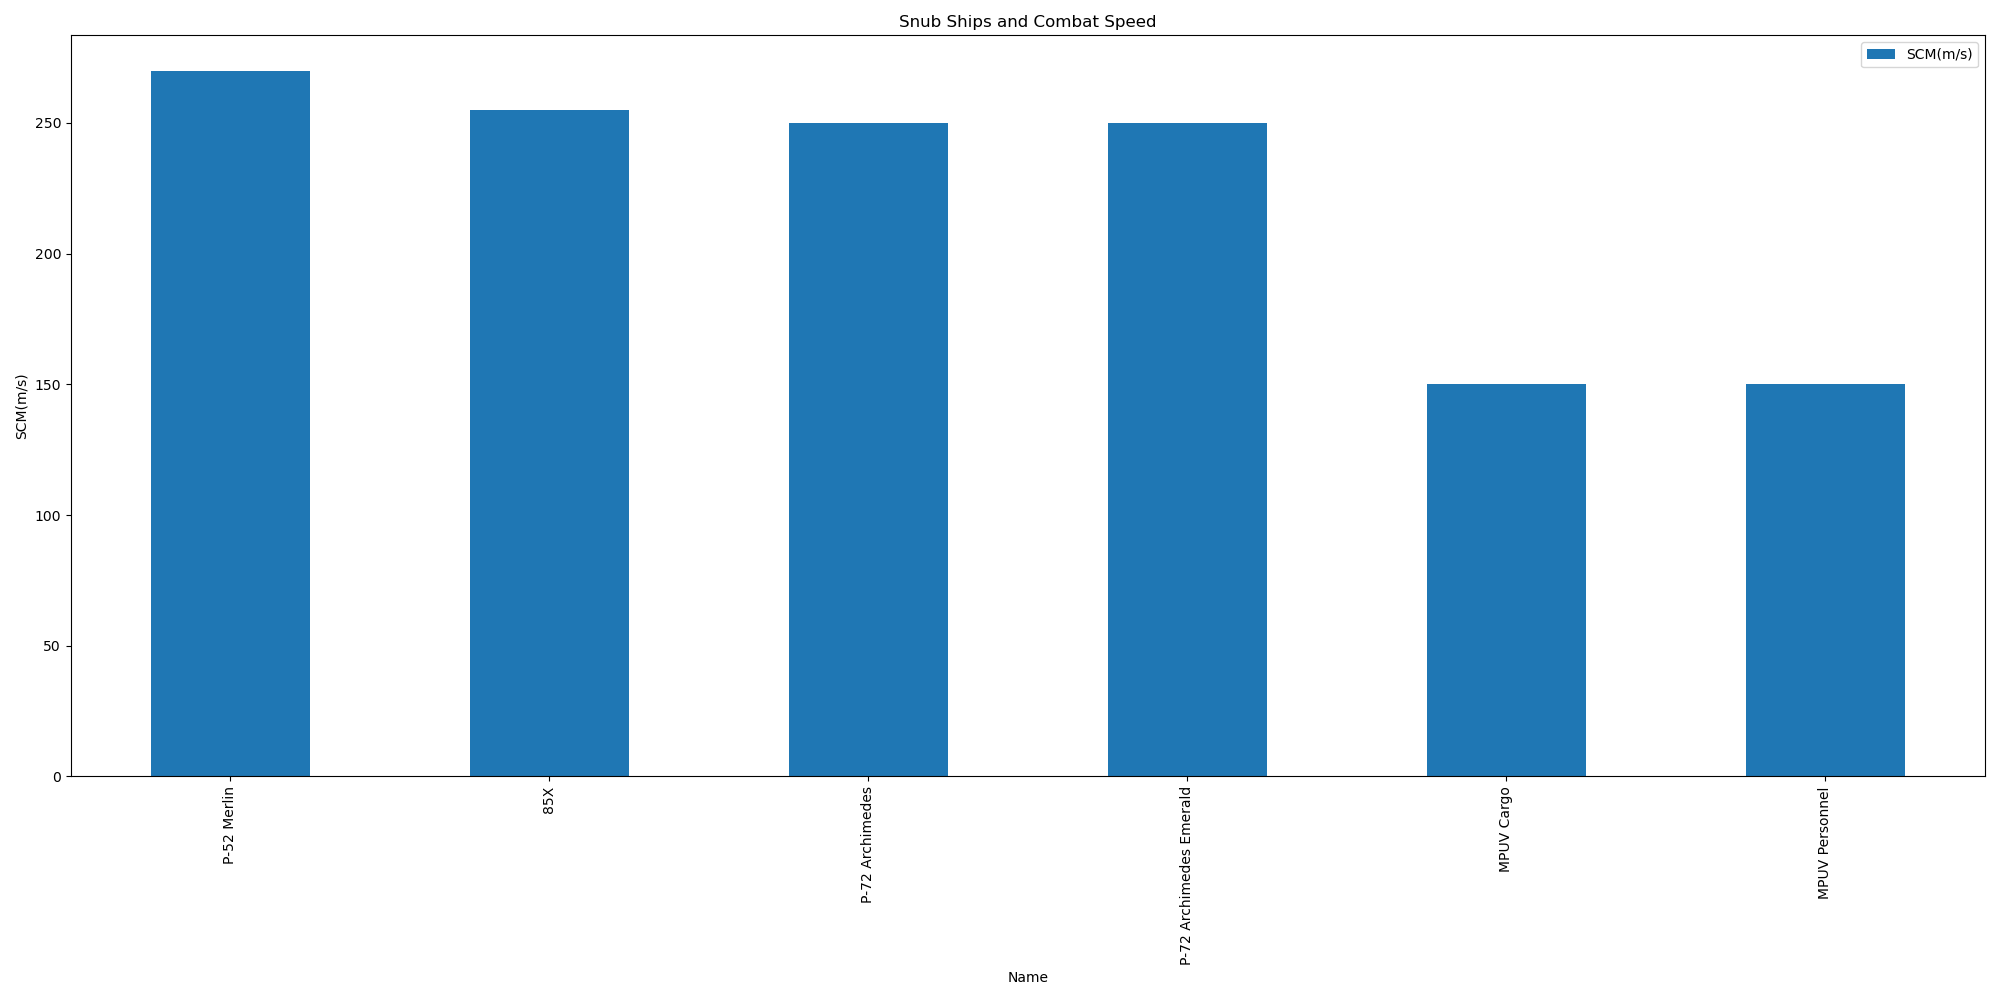 Snub Ships and Combat Speed
SCM(m/s)
SCM(m/s)
250
200
150
100
50
0
P-52 Merlin
85X
P-72 Archimedes
P-72 Archimedes Emerald
MPUV Cargo
MPUV Personnel
Name